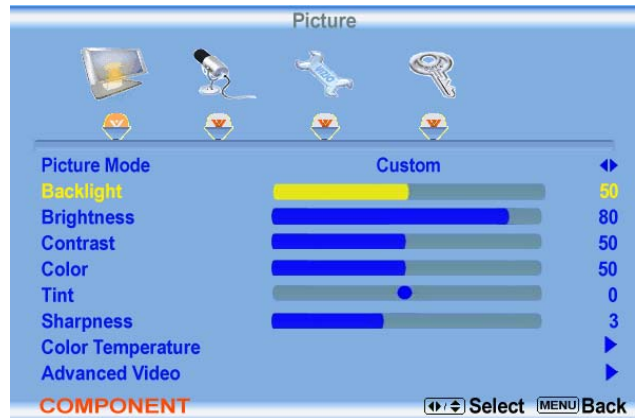 Picture
VIZIO
Picture Mode Custom
Backlight 50
Brightness 80
Contrast 50
Color 50
Tint 0
Sharpness 3
Color Temperature
Advanced Video
COMPONENT Select MENU Back